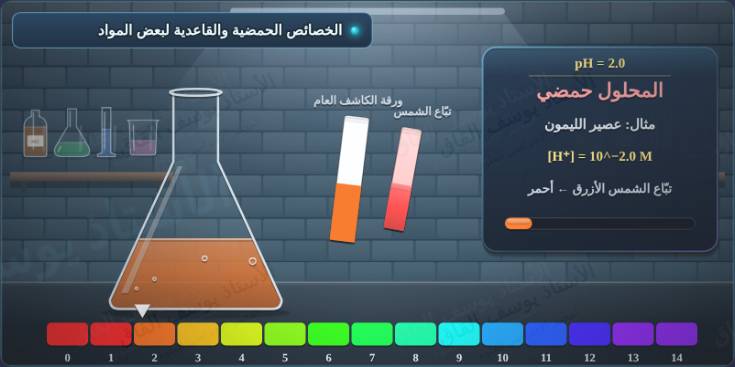 الخصائص الحمضية والقاعدية لبعض المواد
pH = 2.0
المحلول حمضي
مثال: عصير الليمون
[H⁺] = 10^−2.0 M
تبّاع الشمس الأزرق ← أحمر
ورقة الكاشف العام
تبّاع الشمس
0 1 2 3 4 5 6 7 8 9 10 11 12 13 14